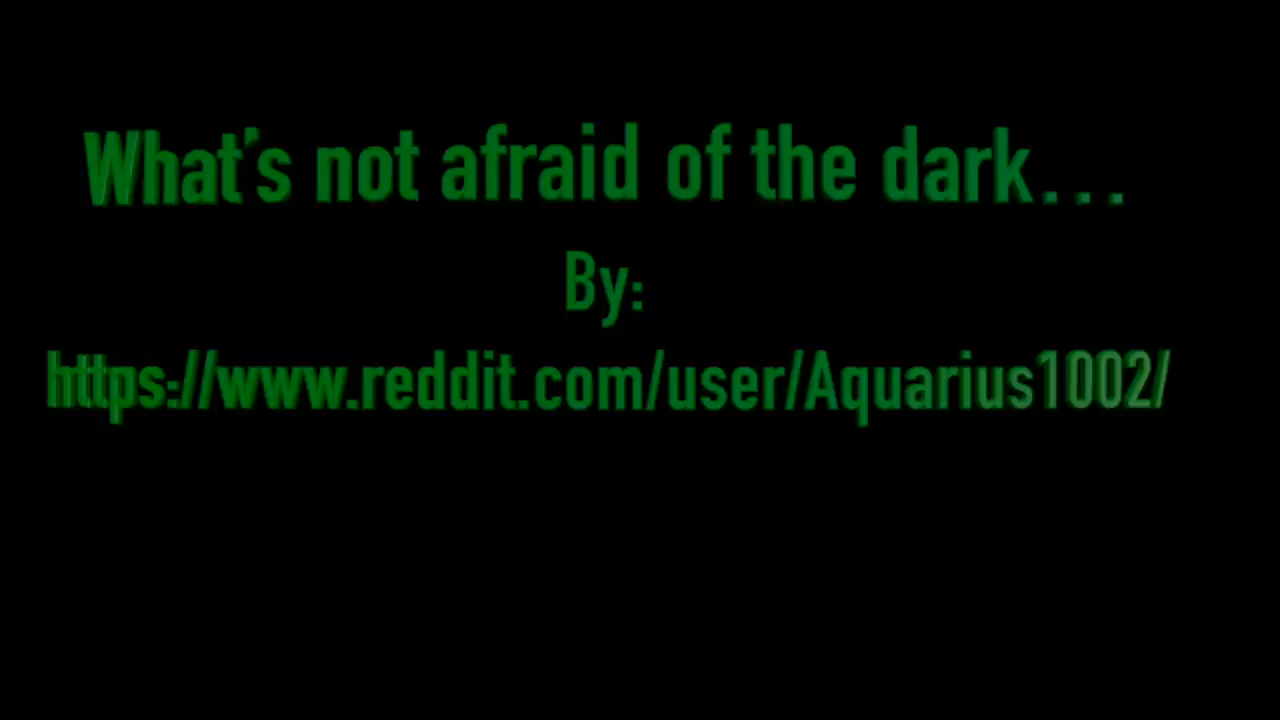 What's not afraid of the dark...
By:
https://www.reddit.com/user/Aquarius1002/